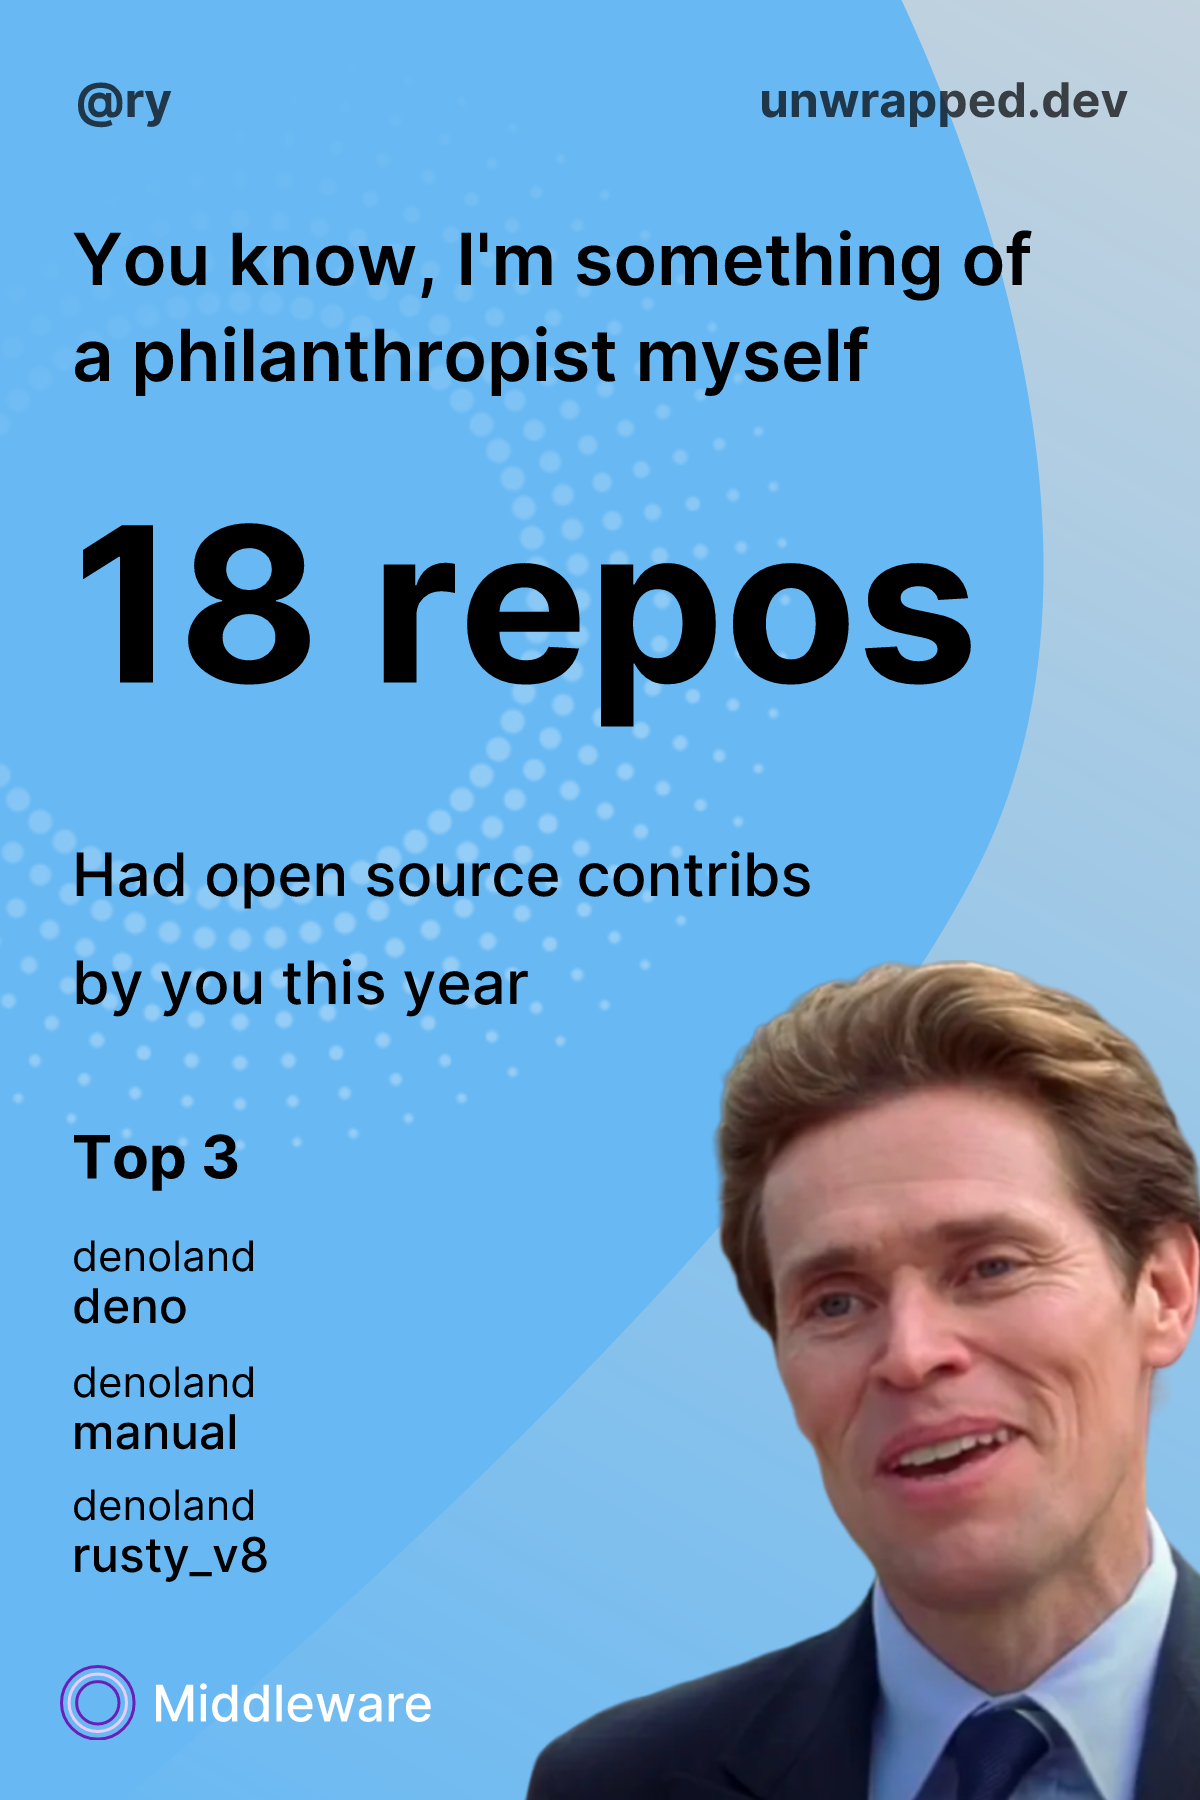 @ry
unwrapped.dev
You know, I'm something of
a philanthropist myself
18 repos
Had open source contribs
by you this year
Top 3
denoland
deno
denoland
manual
denoland
rusty_v8
Middleware